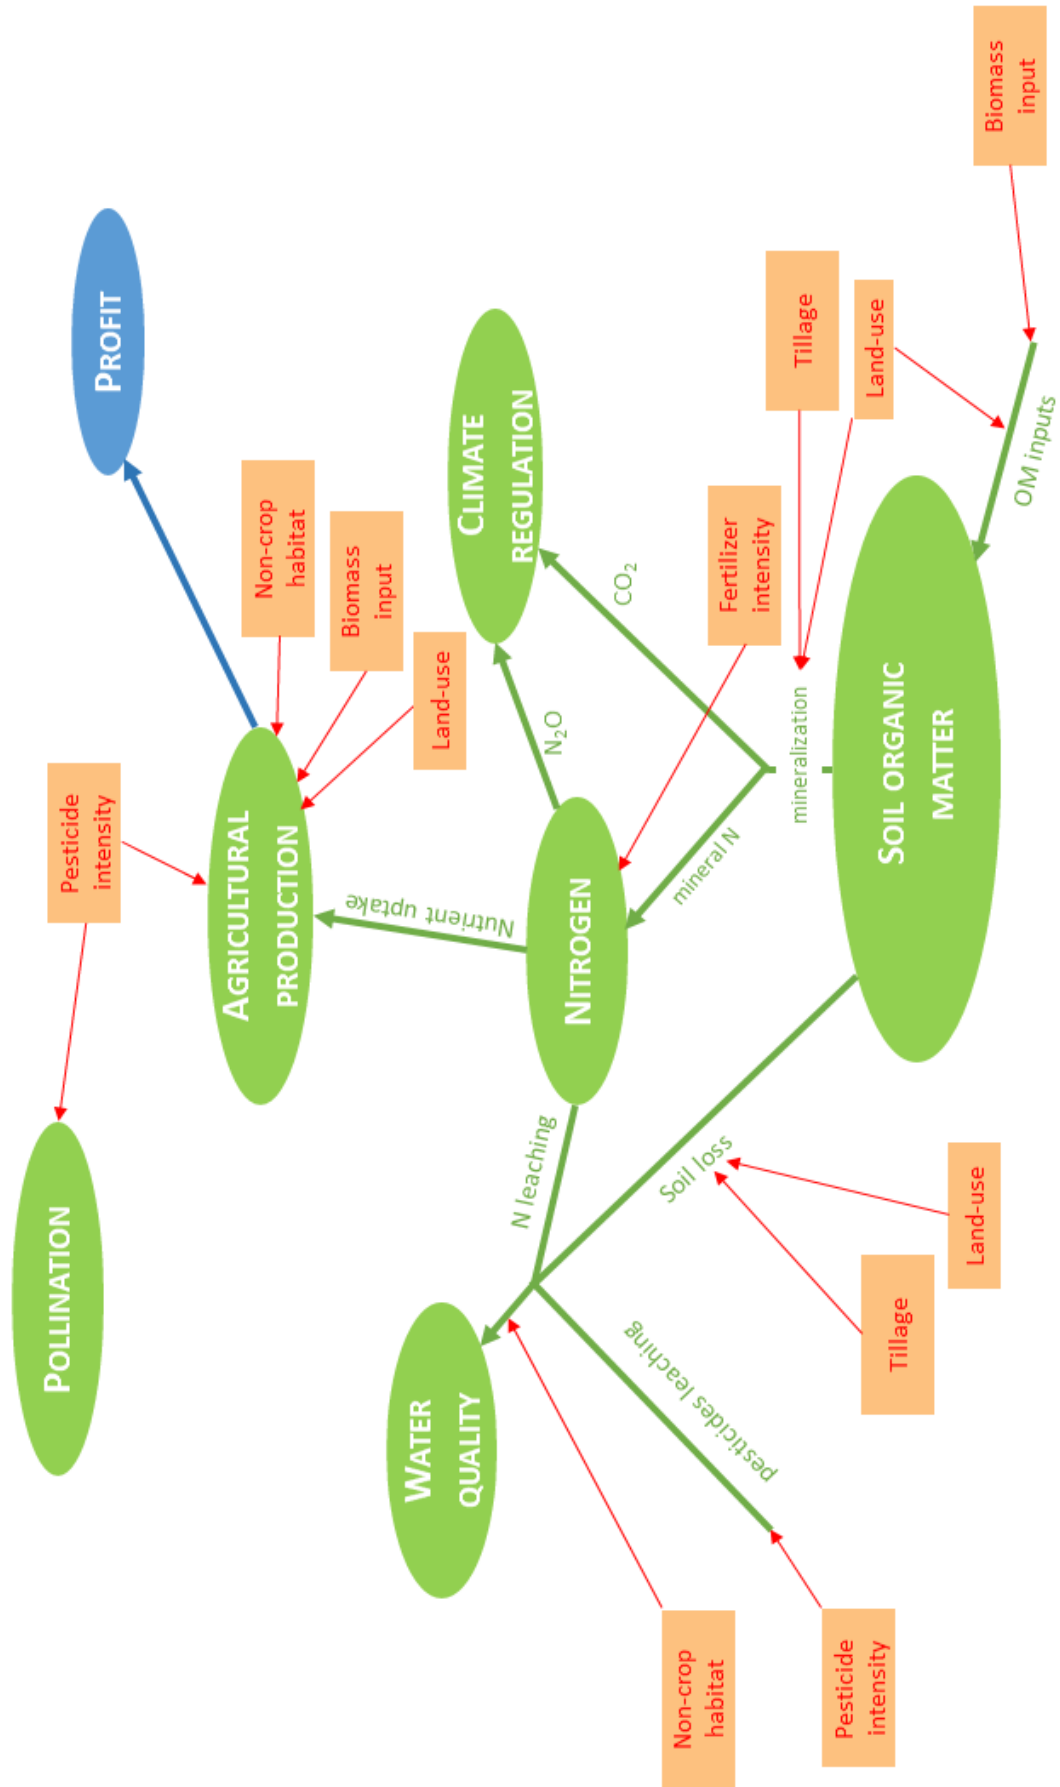 POLLINATION
Pesticide
intensity
PROFIT
AGRICULTURAL
PRODUCTION
Non-crop
habitat
Biomass
input
Land-use
Nutrient uptake
WATER
QUALITY
N leaching
NITROGEN
N₂O
CLIMATE
REGULATION
CO₂
mineral N
Fertilizer
intensity
Non-crop
habitat
pesticides leaching
Soil loss
mineralization
Tillage
Land-use
Pesticide
intensity
Tillage
Land-use
SOIL ORGANIC
MATTER
OM inputs
Biomass
input